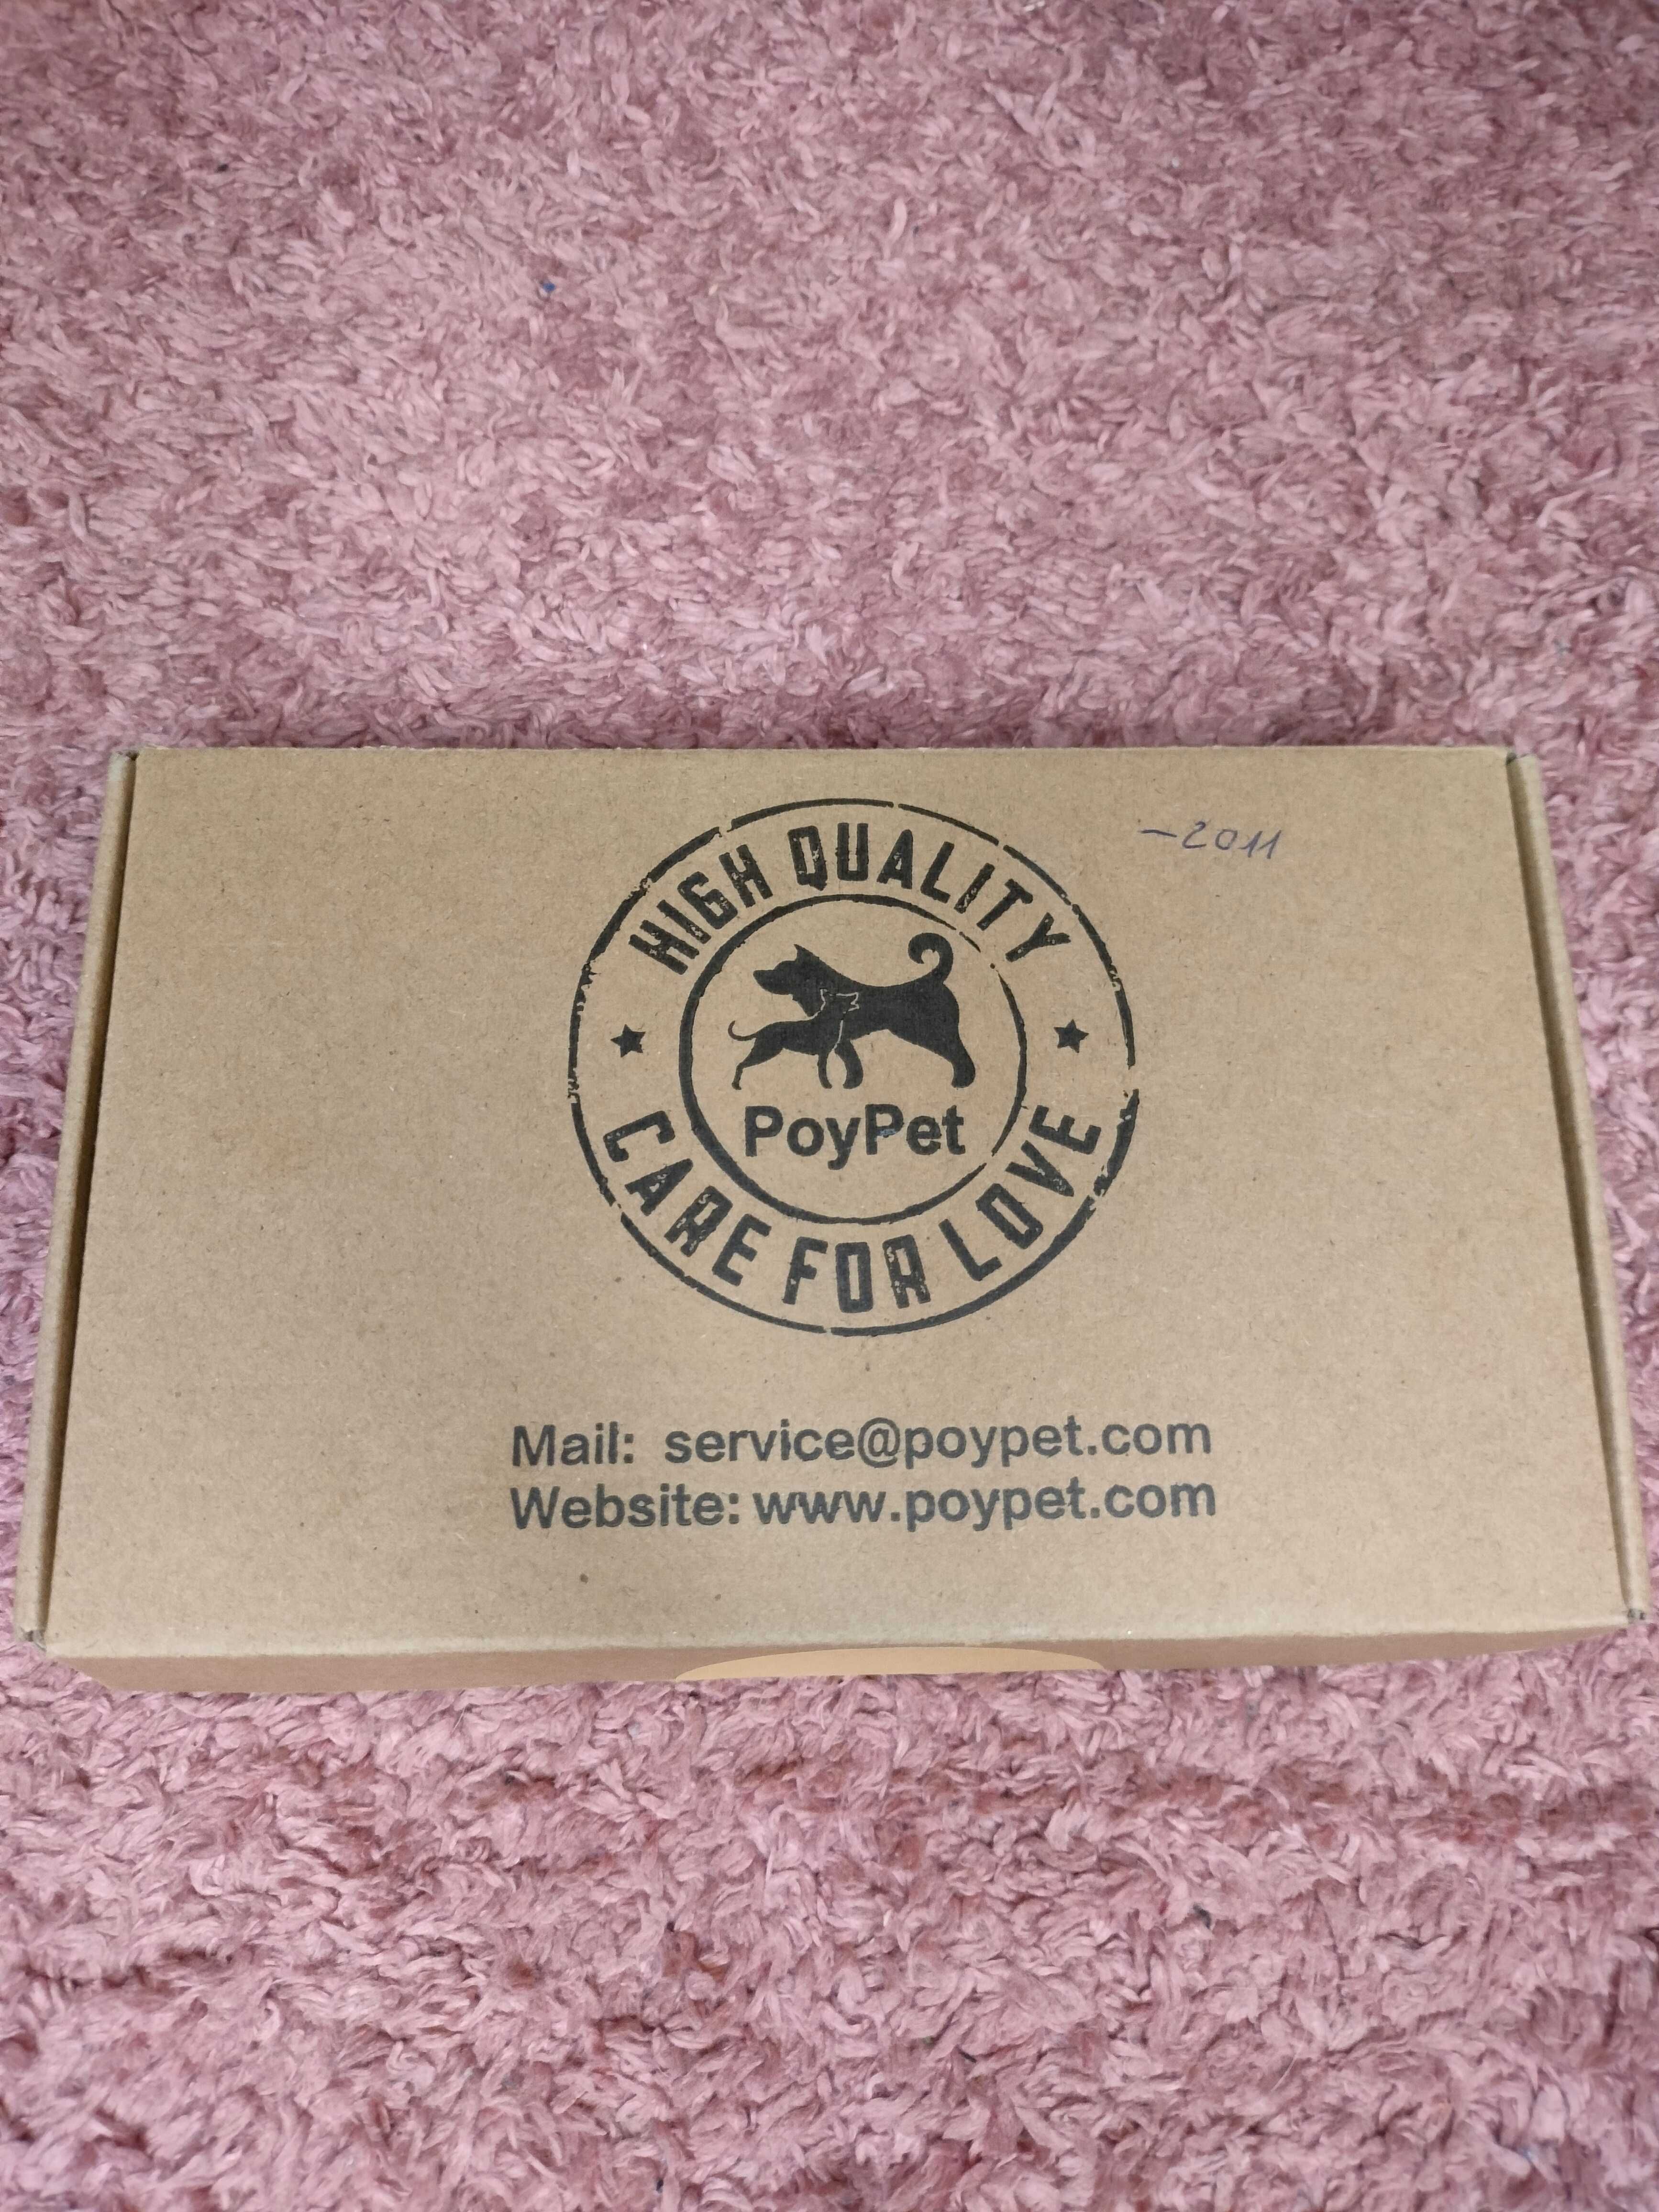 HIGH QUALITY
-2011
PoyPet
CARE FOR LOVE
Mail: service@poypet.com
Website: www.poypet.com